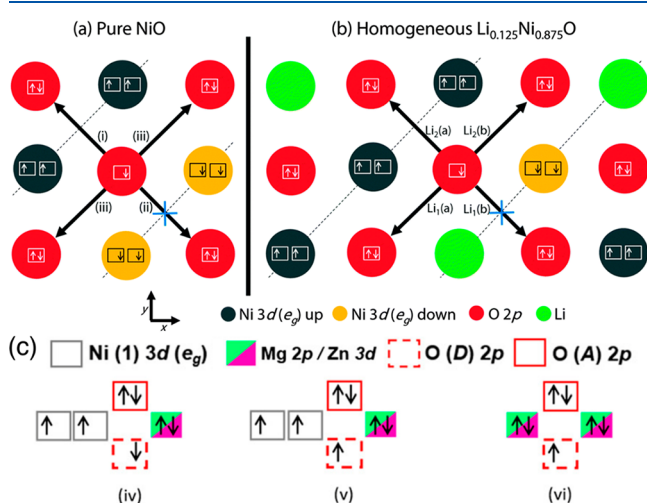 (a) Pure NiO
(b) Homogeneous Li0.125Ni0.875O
(i)
(iii)
(iii)
(ii)
Li2(a)
Li2(b)
Li1(a)
Li1(b)
y
x
Ni 3d (eg) up
Ni 3d(eg) down
O 2p
Li
(c)
Ni (1) 3d (eg)
Mg 2p / Zn 3d
O (D) 2p
O (A) 2p
(iv)
(v)
(vi)